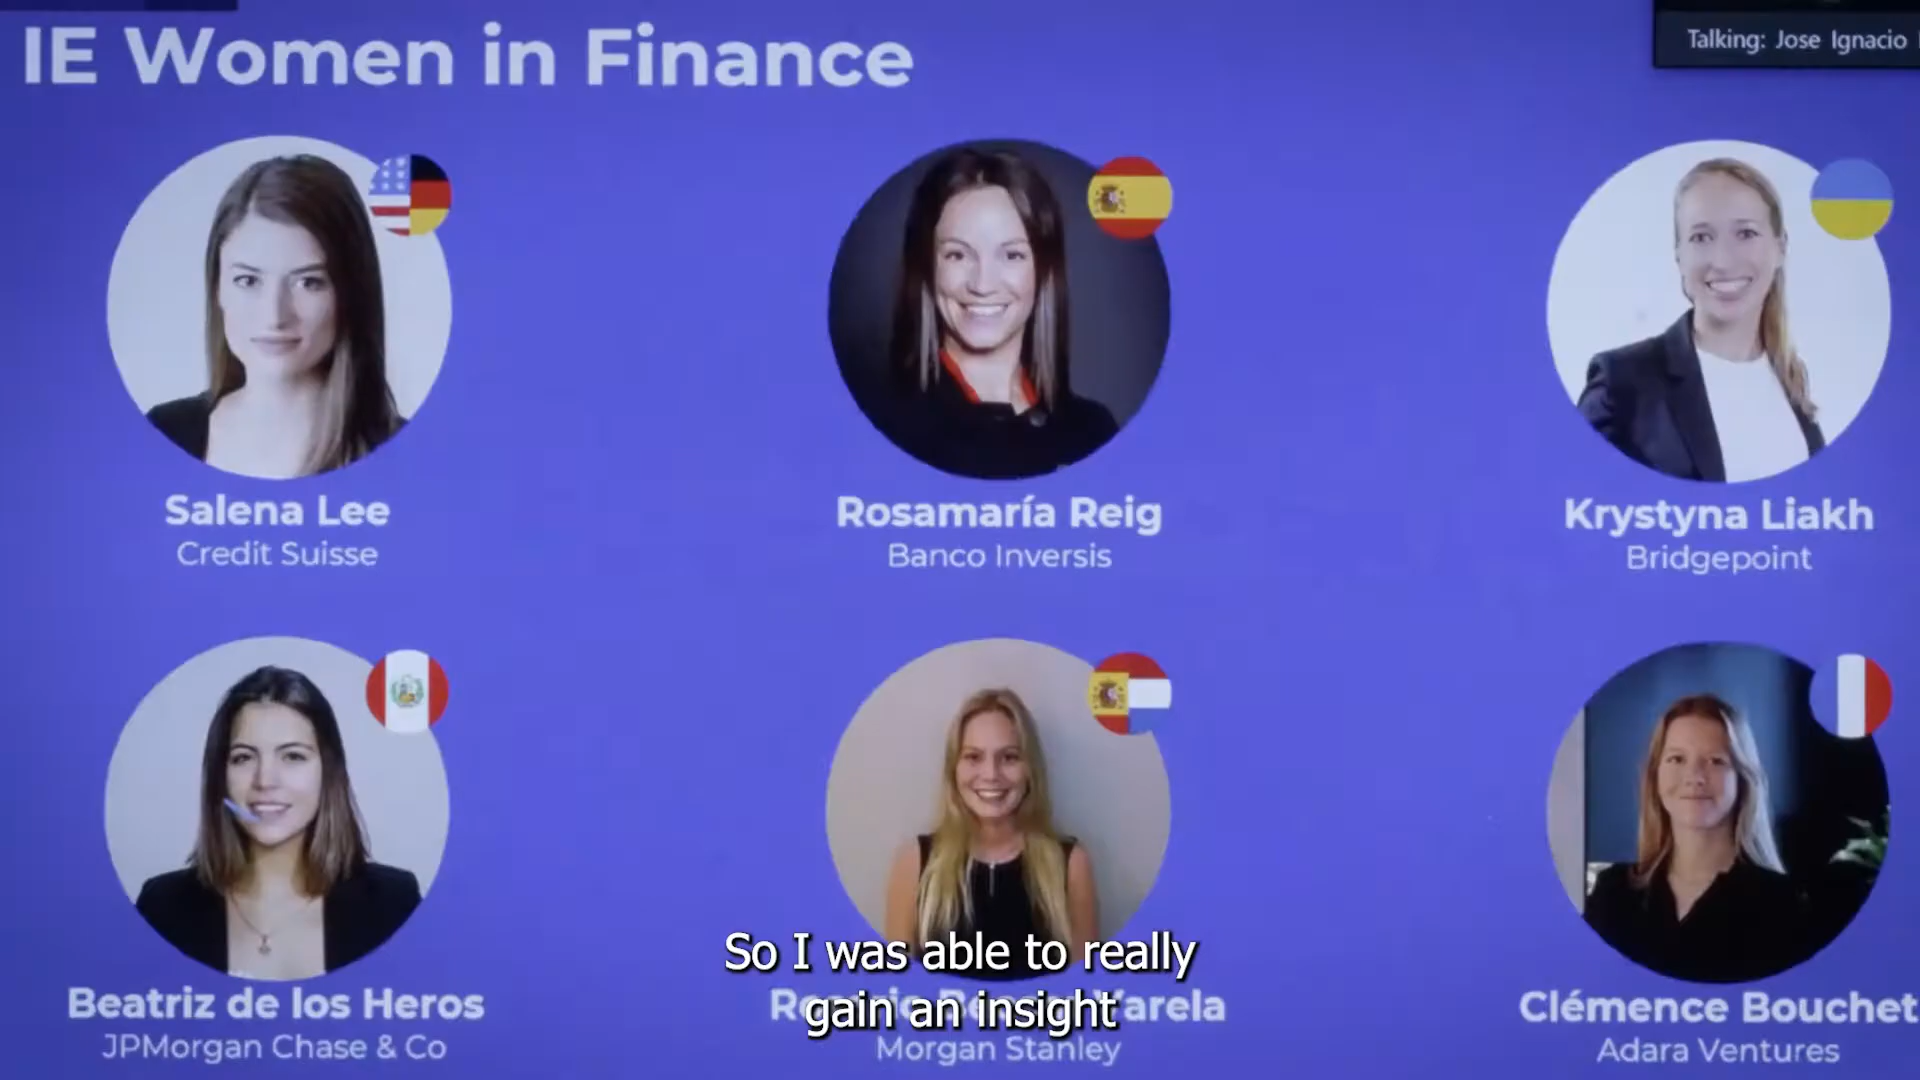 IE Women in Finance
Talking: Jose Ignacio
Salena Lee
Credit Suisse
Rosamaría Reig
Banco Inversis
Krystyna Liakh
Bridgepoint
Beatriz de los Heros
JPMorgan Chase & Co
Varela
Morgan Stanley
Clémence Bouchet
Adara Ventures
So I was able to really
gain an insight